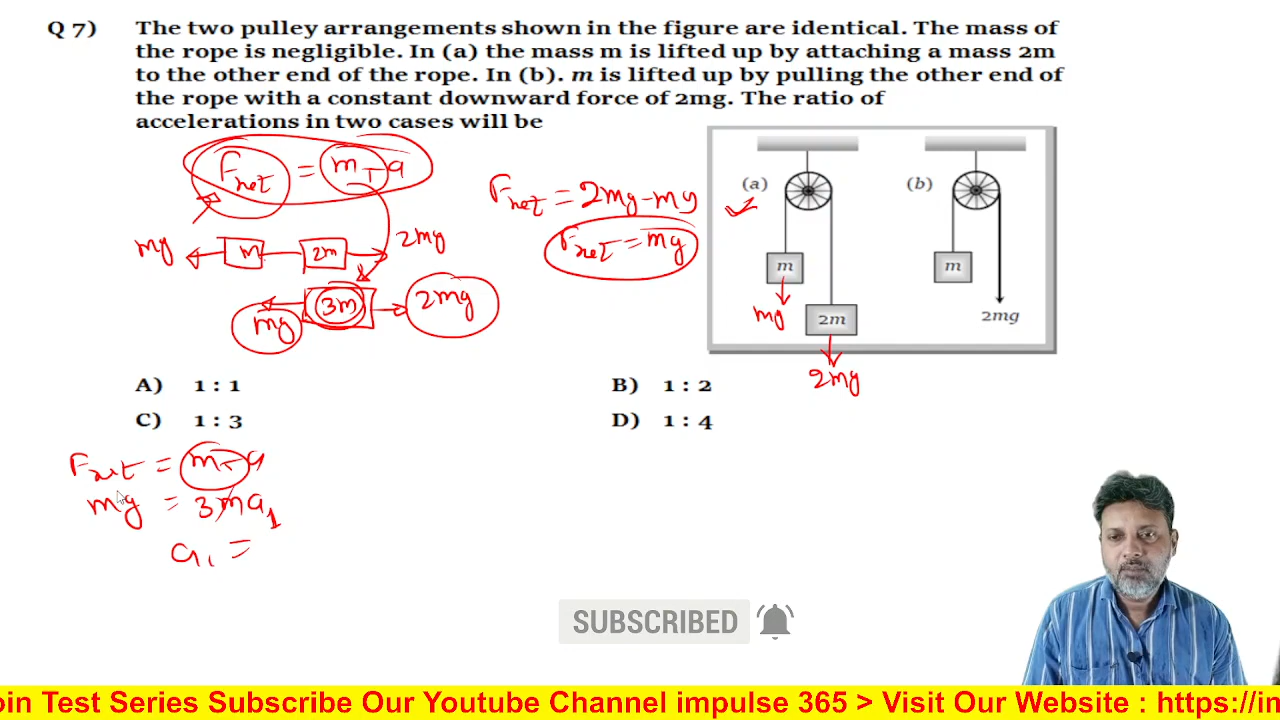 Q 7) The two pulley arrangements shown in the figure are identical. The mass of
the rope is negligible. In (a) the mass m is lifted up by attaching a mass 2m
to the other end of the rope. In (b). m is lifted up by pulling the other end of
the rope with a constant downward force of 2mg. The ratio of
accelerations in two cases will be
Fnet = mT a
mg m 2m 2mg
mg 3m 2mg
Fnet = 2mg-mg
Fnet = mg
(a) (b)
m m
mg 2m 2mg
2mg
A) 1 : 1 B) 1 : 2
C) 1 : 3 D) 1 : 4
Fnet = mT a
mg = 3ma1
a1 =
SUBSCRIBED
oin Test Series Subscribe Our Youtube Channel impulse 365 > Visit Our Website : https://in